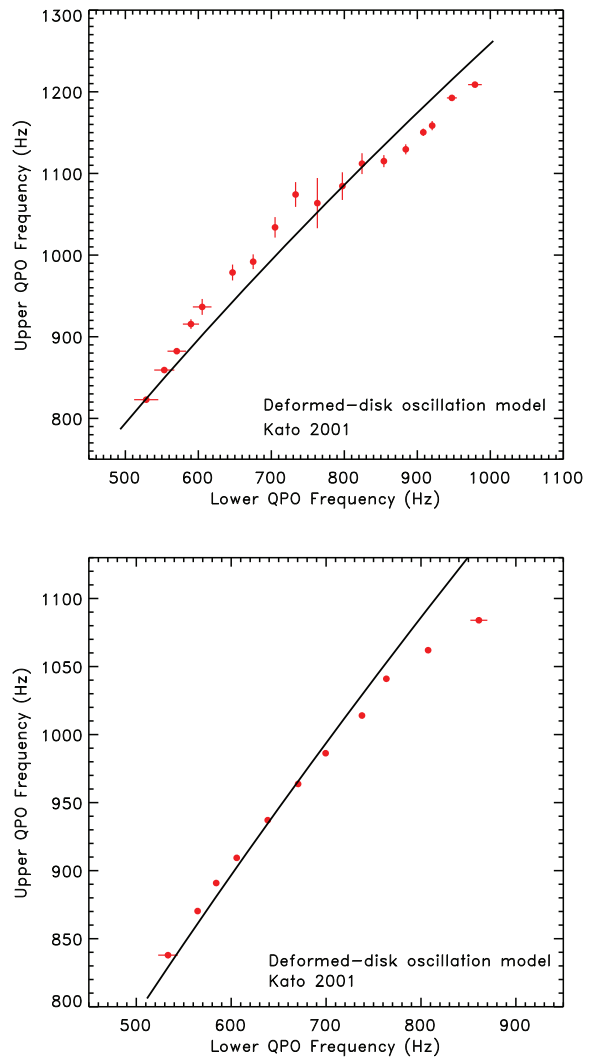 1300
1200
1100
1000
900
800
Upper QPO Frequency (Hz)
Deformed-disk oscillation model
Kato 2001
500 600 700 800 900 1000 1100
Lower QPO Frequency (Hz)
1100
1050
1000
950
900
850
800
Upper QPO Frequency (Hz)
Deformed-disk oscillation model
Kato 2001
500 600 700 800 900
Lower QPO Frequency (Hz)